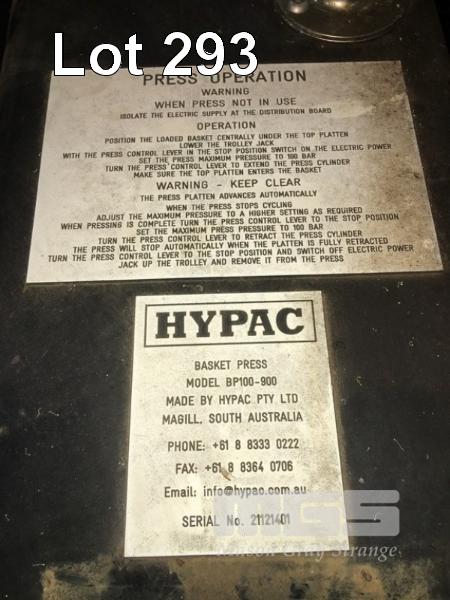 Lot 293
PRESS OPERATION
WARNING
WHEN PRESS NOT IN USE
ISOLATE THE ELECTRIC SUPPLY AT THE DISTRIBUTION BOARD
OPERATION
POSITION THE LOADED BASKET CENTRALLY UNDER THE TOP PLATTEN
LOWER THE TROLLEY JACK
WITH THE PRESS CONTROL LEVER IN THE STOP POSITION SWITCH ON THE ELECTRIC POWER
SET THE PRESS MAXIMUM PRESSURE TO 100 BAR
TURN THE PRESS CONTROL LEVER TO EXTEND THE PRESS CYLINDER
MAKE SURE THE TOP PLATTEN ENTERS THE BASKET
WARNING - KEEP CLEAR
THE PRESS PLATTEN ADVANCES AUTOMATICALLY
WHEN THE PRESS STOPS CYCLING
ADJUST THE MAXIMUM PRESSURE TO A HIGHER SETTING AS REQUIRED
WHEN PRESSING IS COMPLETE TURN THE PRESS CONTROL LEVER TO THE STOP POSITION
SET THE MAXIMUM PRESS PRESSURE TO 100 BAR
TURN THE PRESS CONTROL LEVER TO RETRACT THE PRESS CYLINDER
THE PRESS WILL STOP AUTOMATICALLY WHEN THE PLATTEN IS FULLY RETRACTED
TURN THE PRESS CONTROL LEVER TO THE STOP POSITION AND SWITCH OFF ELECTRIC POWER
JACK UP THE TROLLEY AND REMOVE IT FROM THE PRESS
HYPAC
BASKET PRESS
MODEL BP100-900
MADE BY HYPAC PTY LTD
MAGILL, SOUTH AUSTRALIA
PHONE: +61 8 8333 0222
FAX: +61 8 8364 0706
Email: info@hypac.com.au
SERIAL No. 21121401
MGS
Manson Gray Strange